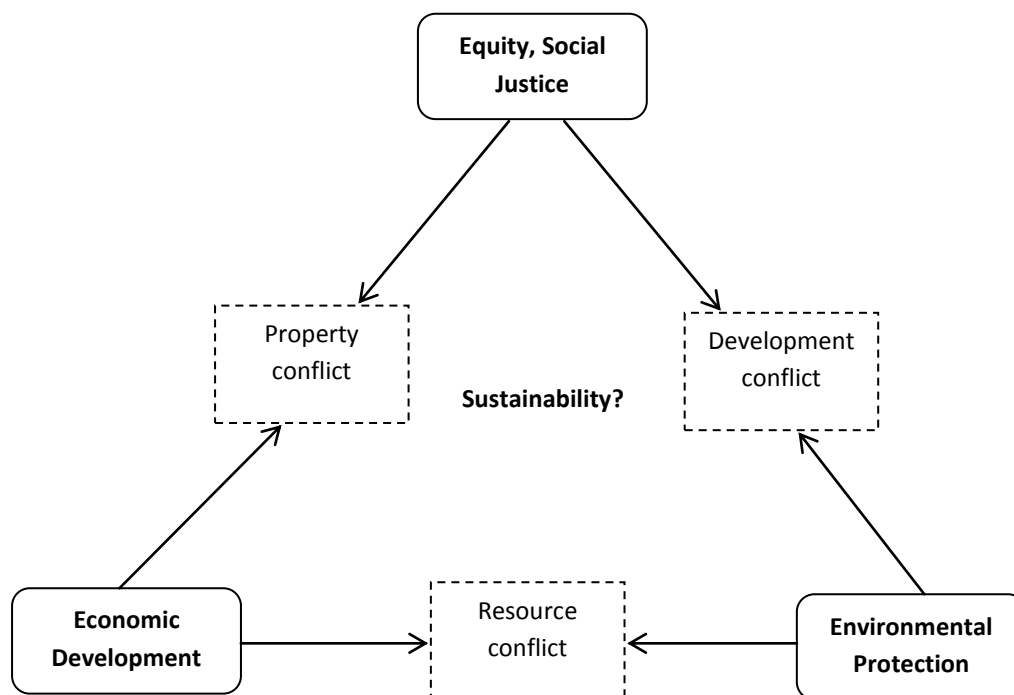 Equity, Social
Justice
Property
conflict
Development
conflict
Sustainability?
Economic
Development
Resource
conflict
Environmental
Protection